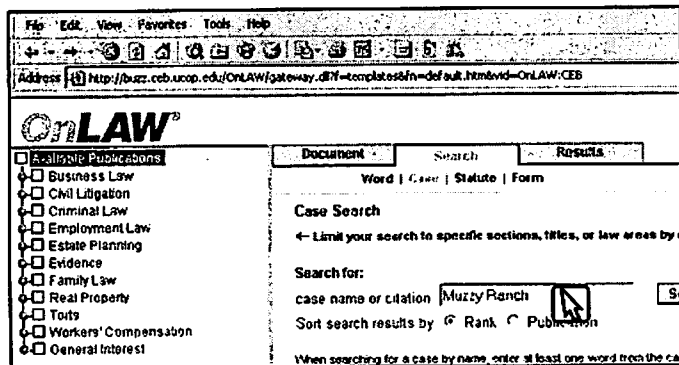 File Edit View Favorites Tools Help
Address http://buzz.ceb.ucop.edu/OnLAW/gateway.dll?f=templates&fn=default.htm&vid=OnLAW:CEB
OnLAW®
Available Publications
Business Law
Civil Litigation
Criminal Law
Employment Law
Estate Planning
Evidence
Family Law
Real Property
Torts
Workers' Compensation
General Interest
Document Search Results
Word | Case | Statute | Form
Case Search
← Limit your search to specific sections, titles, or law areas by
Search for:
case name or citation Muzzy Ranch
Sort search results by Rank
When searching for a case by name, enter at least one word from the